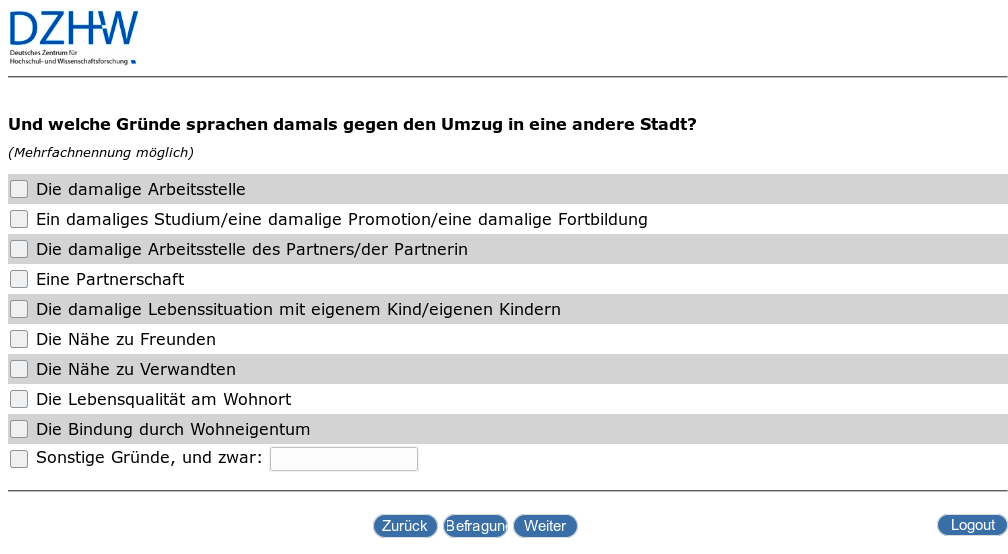 DZHW
Deutsches Zentrum für
Hochschul- und Wissenschaftsforschung
Und welche Gründe sprachen damals gegen den Umzug in eine andere Stadt?
(Mehrfachnennung möglich)
Die damalige Arbeitsstelle
Ein damaliges Studium/eine damalige Promotion/eine damalige Fortbildung
Die damalige Arbeitsstelle des Partners/der Partnerin
Eine Partnerschaft
Die damalige Lebenssituation mit eigenem Kind/eigenen Kindern
Die Nähe zu Freunden
Die Nähe zu Verwandten
Die Lebensqualität am Wohnort
Die Bindung durch Wohneigentum
Sonstige Gründe, und zwar:
Zurück Befragun Weiter Logout